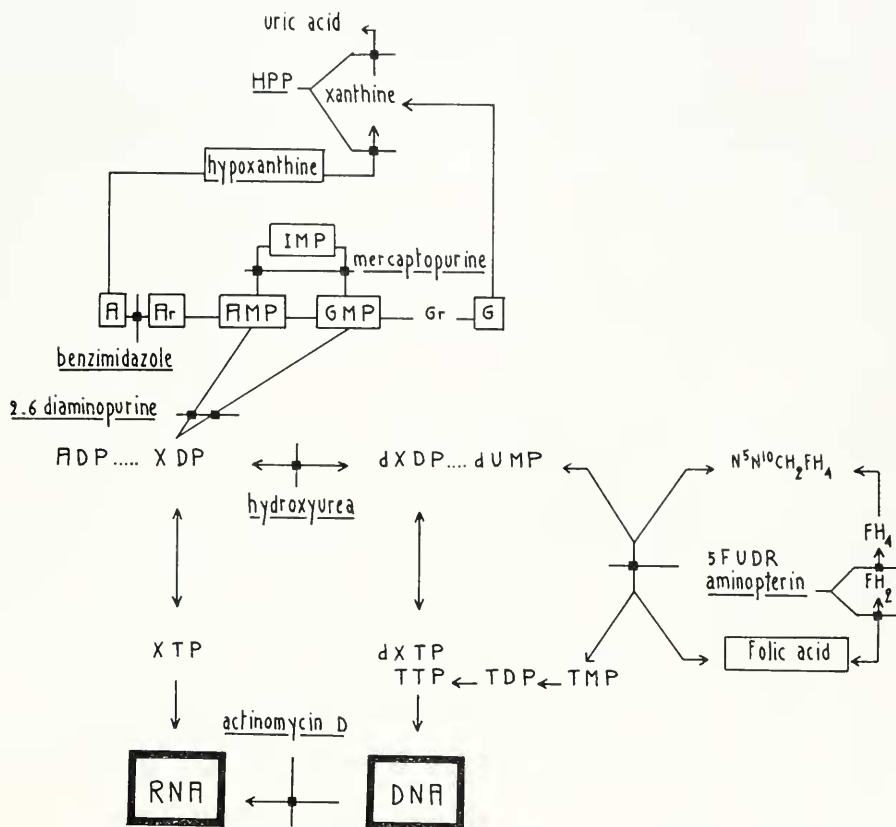 uric acid
HPP
xanthine
hypoxanthine
IMP
mercaptopurine
A
Ar
AMP
GMP
Gr
G
benzimidazole
2.6 diaminopurine
ADP..... XDP
dXDP.... dUMP
N⁵N¹⁰CH₂FH₄
hydroxyurea
FH₄
5FUDR
aminopterin
FH₂
XTP
dXTP
Folic acid
TTP
TDP
TMP
actinomycin D
RNA
DNA